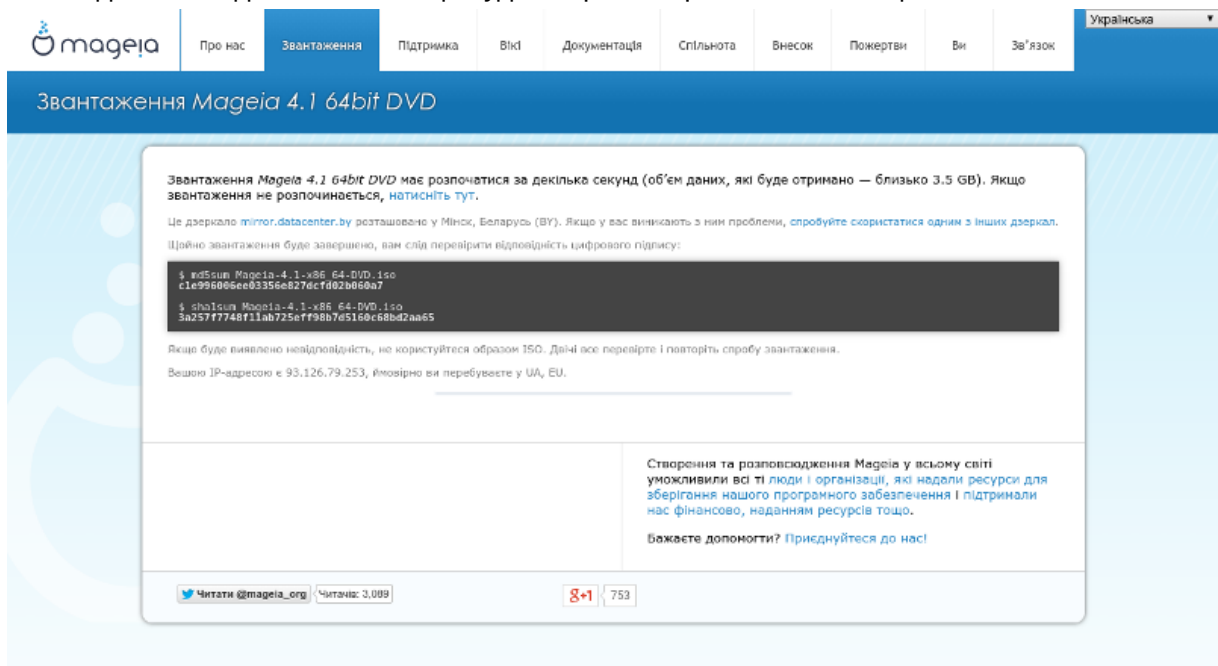 Українська
mageia
Про нас
Звантаження
Підтримка
Вікі
Документація
Спільнота
Внесок
Пожертви
Ви
Зв'язок
Звантаження Mageia 4.1 64bit DVD
Звантаження Mageia 4.1 64bit DVD має розпочатися за декілька секунд (об'єм даних, які буде отримано — близько 3.5 GB). Якщо
звантаження не розпочинається, натисніть тут.
Це дзеркало mirror.datacenter.by розташовано у Мінск, Беларусь (BY). Якщо у вас виникають з ним проблеми, спробуйте скористатися одним з інших дзеркал.
Щойно звантаження буде завершено, вам слід перевірити відповідність цифрового підпису:
$ md5sum Mageia-4.1-x86_64-DVD.iso
c1e996006ee03356e827dcfd02b060a7
$ sha1sum Mageia-4.1-x86_64-DVD.iso
3a257f7748f11ab725eff98b7d5160c68bd2aa65
Якщо буде виявлено невідповідність, не користуйтеся образом ISO. Двічі все перевірте і повторіть спробу звантаження.
Вашою IP-адресою є 93.126.79.253, ймовірно ви перебуваєте у UA, EU.
Створення та розповсюдження Mageia у всьому світі
уможливили всі ті люди і організації, які надали ресурси для
зберігання нашого програмного забезпечення і підтримали
нас фінансово, наданням ресурсів тощо.
Бажаєте допомогти? Приєднуйтеся до нас!
Читати @mageia_org
Читачів: 3,089
g+1
753